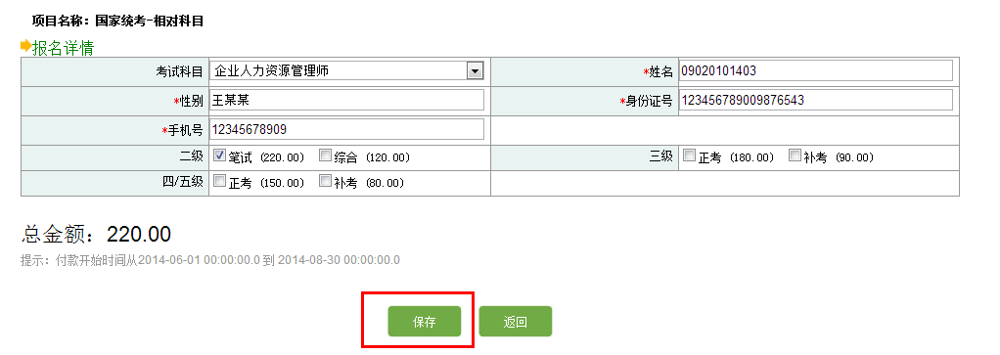 项目名称：国家统考-相对科目
报名详情
考试科目 企业人力资源管理师 *姓名 09020101403
*性别 王某某 *身份证号 123456789009876543
*手机号 12345678909
二级 笔试（220.00） 综合（120.00） 三级 正考（180.00） 补考（90.00）
四/五级 正考（150.00） 补考（80.00）
总金额：220.00
提示：付款开始时间从2014-06-01 00:00:00.0 到 2014-08-30 00:00:00.0
保存 返回